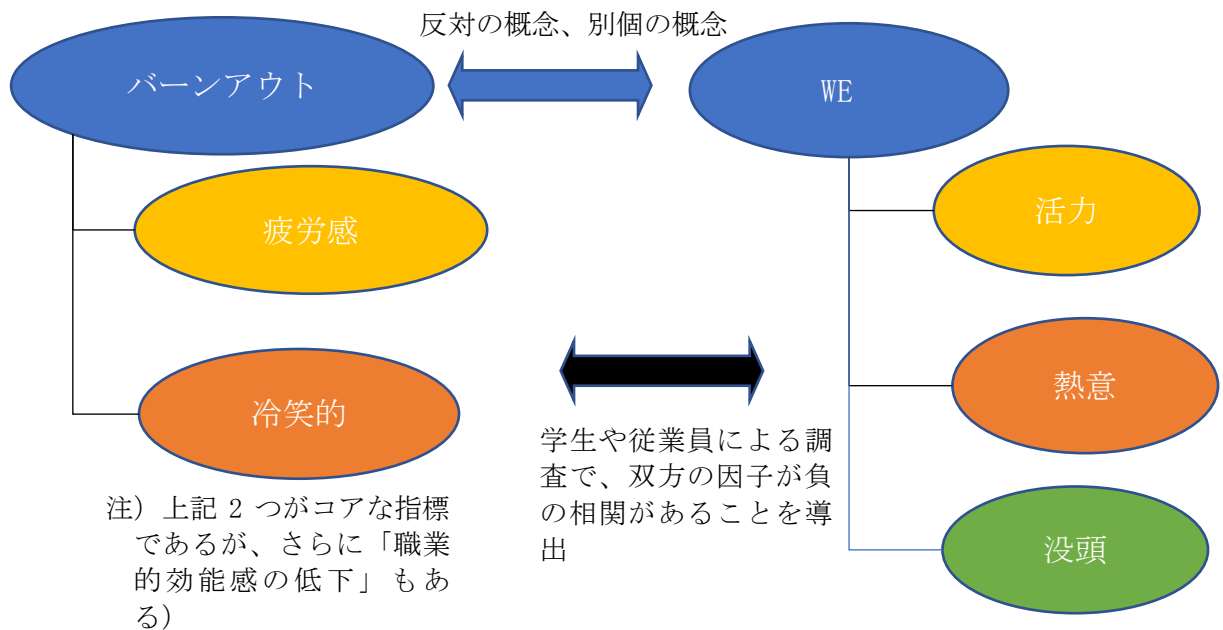 反対の概念、別個の概念
バーンアウト
WE
疲労感
活力
冷笑的
熱意
没頭
注）上記 2 つがコアな指標
であるが、さらに「職業
的効能感の低下」もあ
る）
学生や従業員による調
査で、双方の因子が負
の相関があることを導
出